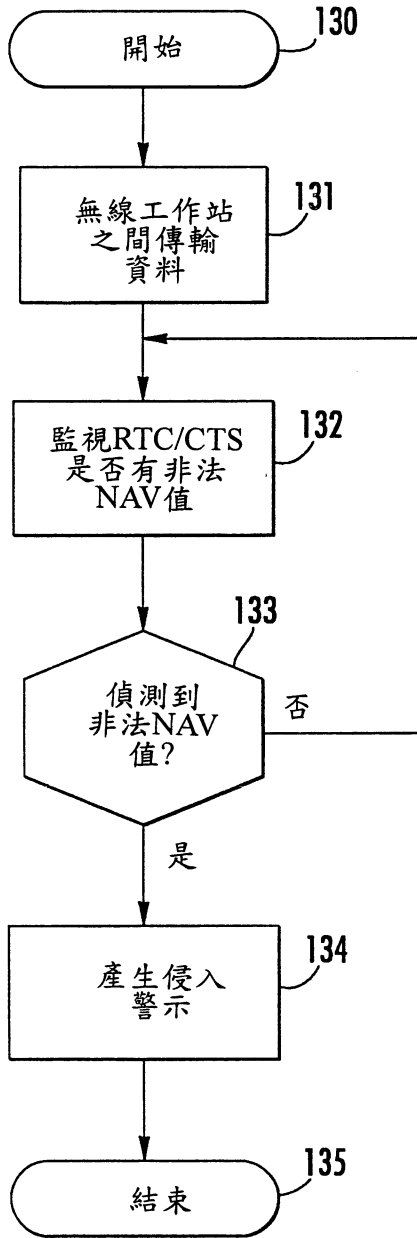 開始
130
無線工作站
之間傳輸
資料
131
監視RTC/CTS
是否有非法
NAV值
132
133
偵測到
非法NAV
值?
否
是
產生侵入
警示
134
結束
135